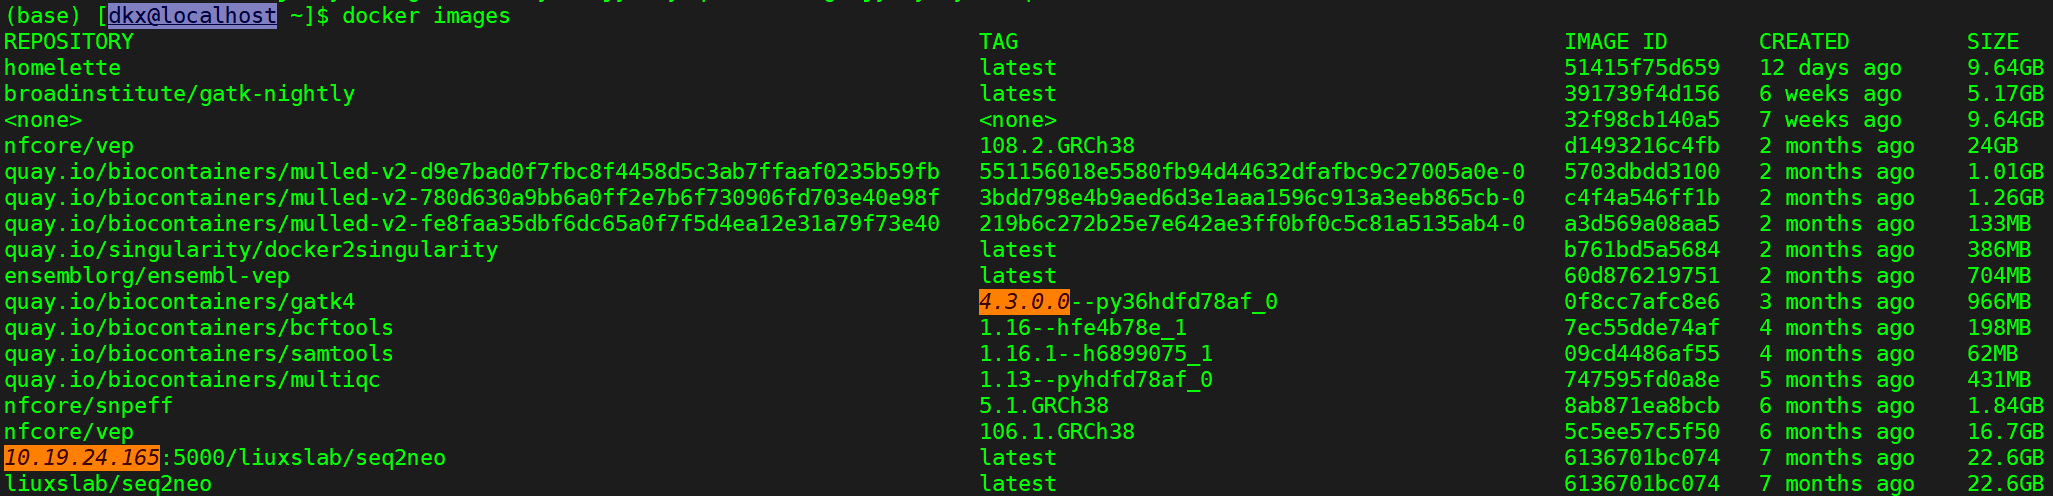 (base) [dkx@localhost ~]$ docker images
REPOSITORY TAG IMAGE ID CREATED SIZE
homelette latest 51415f75d659 12 days ago 9.64GB
broadinstitute/gatk-nightly latest 391739f4d156 6 weeks ago 5.17GB
<none> <none> 32f98cb140a5 7 weeks ago 9.64GB
nfcore/vep 108.2.GRCh38 d1493216c4fb 2 months ago 24GB
quay.io/biocontainers/mulled-v2-d9e7bad0f7fbc8f4458d5c3ab7ffaaf0235b59fb 551156018e5580fb94d44632dfafbc9c27005a0e-0 5703dbdd3100 2 months ago 1.01GB
quay.io/biocontainers/mulled-v2-780d630a9bb6a0ff2e7b6f730906fd703e40e98f 3bdd798e4b9aed6d3e1aaa1596c913a3eeb865cb-0 c4f4a546ff1b 2 months ago 1.26GB
quay.io/biocontainers/mulled-v2-fe8faa35dbf6dc65a0f7f5d4ea12e31a79f73e40 219b6c272b25e7e642ae3ff0bf0c5c81a5135ab4-0 a3d569a08aa5 2 months ago 133MB
quay.io/singularity/docker2singularity latest b761bd5a5684 2 months ago 386MB
ensemblorg/ensembl-vep latest 60d876219751 2 months ago 704MB
quay.io/biocontainers/gatk4 4.3.0.0--py36hdfd78af_0 0f8cc7afc8e6 3 months ago 966MB
quay.io/biocontainers/bcftools 1.16--hfe4b78e_1 7ec55dde74af 4 months ago 198MB
quay.io/biocontainers/samtools 1.16.1--h6899075_1 09cd4486af55 4 months ago 62MB
quay.io/biocontainers/multiqc 1.13--pyhdfd78af_0 747595fd0a8e 5 months ago 431MB
nfcore/snpeff 5.1.GRCh38 8ab871ea8bcb 6 months ago 1.84GB
nfcore/vep 106.1.GRCh38 5c5ee57c5f50 6 months ago 16.7GB
10.19.24.165:5000/liuxslab/seq2neo latest 6136701bc074 7 months ago 22.6GB
liuxslab/seq2neo latest 6136701bc074 7 months ago 22.6GB